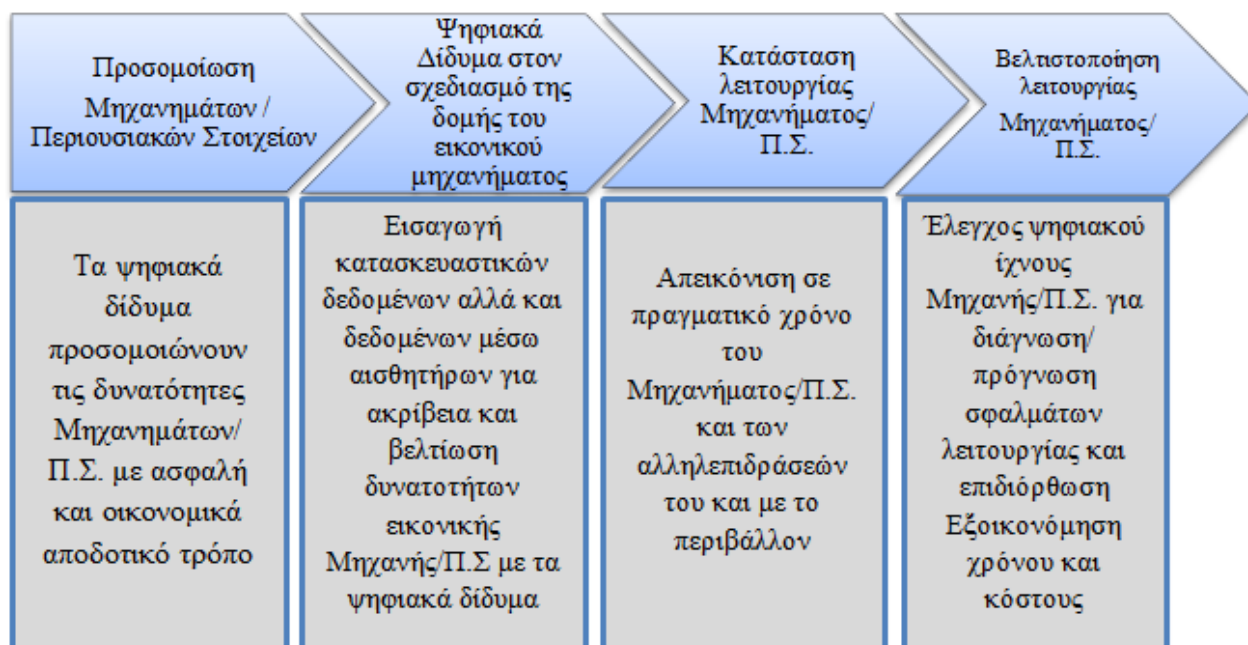 Προσομοίωση
Μηχανημάτων /
Περιουσιακών Στοιχείων
Ψηφιακά
Δίδυμα στον
σχεδιασμό της
δομής του
εικονικού
μηχανήματος
Κατάσταση
λειτουργίας
Μηχανήματος/
Π.Σ.
Βελτιστοποίηση
λειτουργίας
Μηχανήματος/
Π.Σ.
Τα ψηφιακά
δίδυμα
προσομοιώνουν
τις δυνατότητες
Μηχανημάτων/
Π.Σ. με ασφαλή
και οικονομικά
αποδοτικό τρόπο
Εισαγωγή
κατασκευαστικών
δεδομένων αλλά και
δεδομένων μέσω
αισθητήρων για
ακρίβεια και
βελτίωση
δυνατοτήτων
εικονικής
Μηχανής/Π.Σ με τα
ψηφιακά δίδυμα
Απεικόνιση σε
πραγματικό χρόνο
του
Μηχανήματος/Π.Σ.
και των
αλληλεπιδράσεών
του και με το
περιβάλλον
Έλεγχος ψηφιακού
ίχνους
Μηχανής/Π.Σ. για
διάγνωση/
πρόγνωση
σφαλμάτων
λειτουργίας και
επιδιόρθωση
Εξοικονόμηση
χρόνου και
κόστους